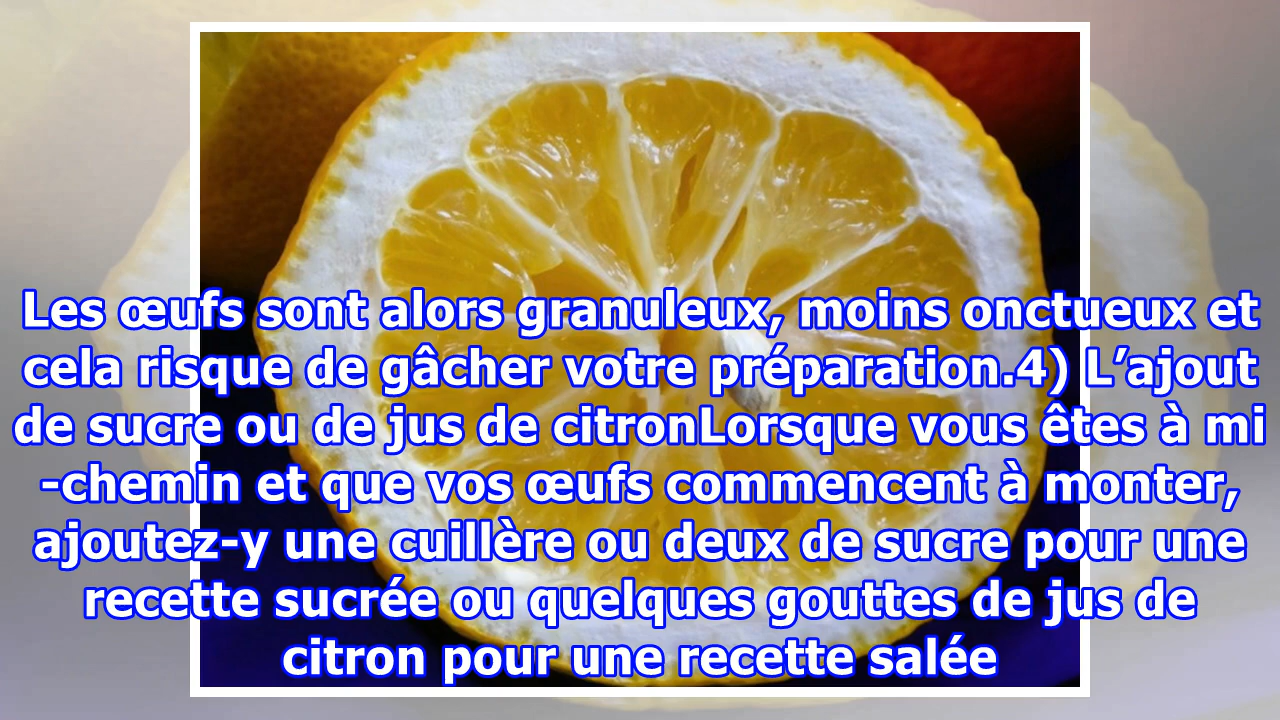 Les œufs sont alors granuleux, moins onctueux et
cela risque de gâcher votre préparation.4) L’ajout
de sucre ou de jus de citronLorsque vous êtes à mi
-chemin et que vos œufs commencent à monter,
ajoutez-y une cuillère ou deux de sucre pour une
recette sucrée ou quelques gouttes de jus de
citron pour une recette salée